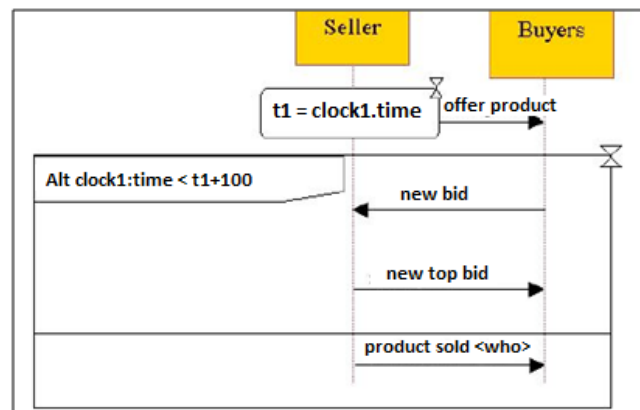 Seller
Buyers
t1 = clock1.time
offer product
Alt clock1:time < t1+100
new bid
new top bid
product sold <who>